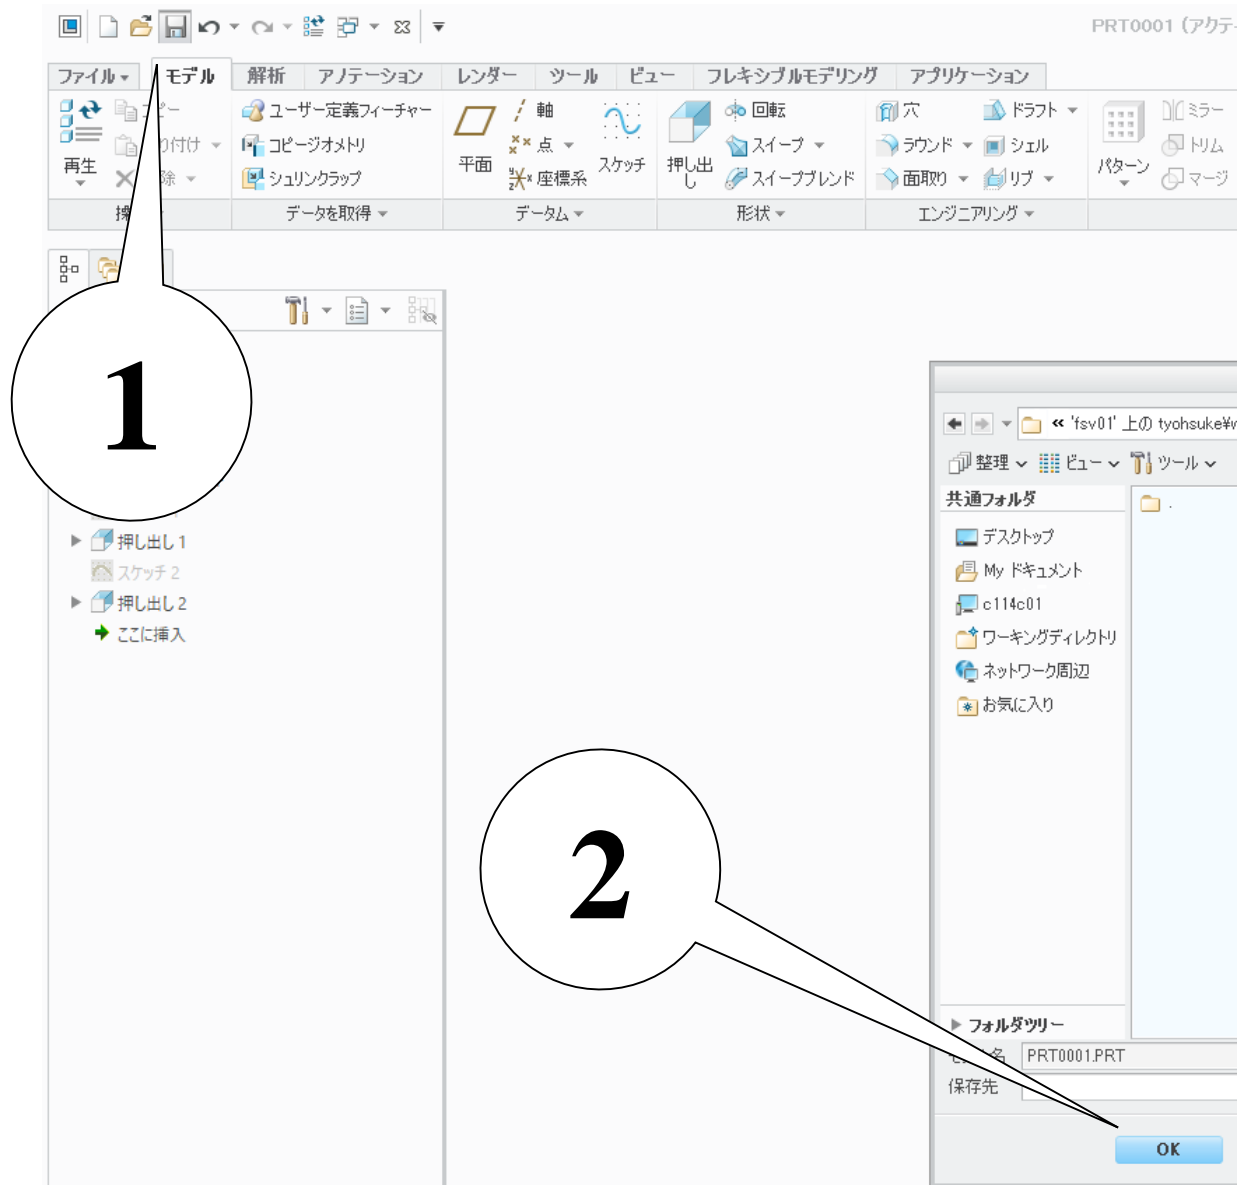 PRT0001 (アクテ
ファイル モデル 解析 アノテーション レンダー ツール ビュー フレキシブルモデリング アプリケーション
ピー ユーザー定義フィーチャー 軸 回転 穴 ドラフト ミラー
り付け コピージオメトリ 点 スイープ ラウンド シェル トリム
再生 除 シュリンクラップ 平面 座標系 スケッチ 押し出し スイープブレンド 面取り リブ パターン マージ
操 データを取得 データム 形状 エンジニアリング
1
押し出し 1
スケッチ 2
押し出し 2
ここに挿入
« 'fsv01' 上の tyohsuke¥w
整理 ビュー ツール
共通フォルダ
.
デスクトップ
My ドキュメント
c114c01
ワーキングディレクトリ
ネットワーク周辺
お気に入り
2
フォルダツリー
名 PRT0001.PRT
保存先
OK